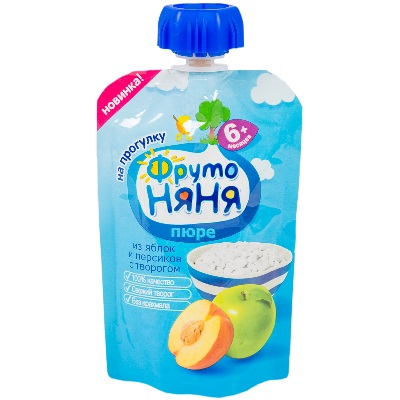 НОВИНКА!
на прогулку
6+
месяцев
Фруто
НЯНЯ
пюре
из яблок
и персиков
с творогом
100% качество
Свежий творог
Без крахмала